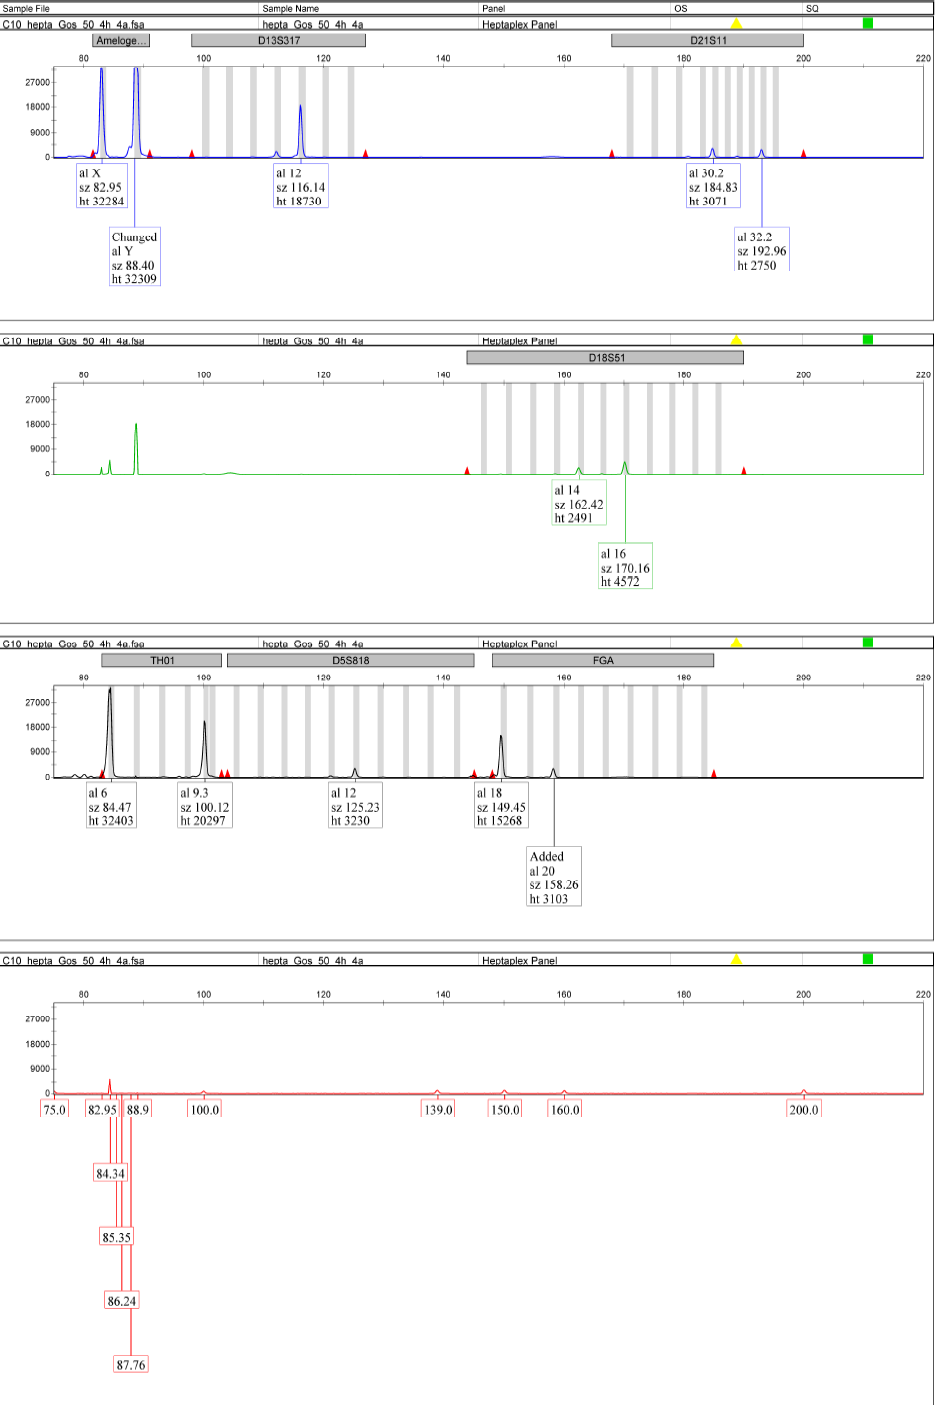 Sample File Sample Name Panel OS SQ
C10_hepta_Gos_50_4h_4a.fsa hepta_Gos_50_4h_4a Heptaplex Panel
Ameloge... D13S317 D21S11
80 100 120 140 160 180 200 220
27000
18000
9000
0
al X
sz 82.95
ht 32284
al 12
sz 116.14
ht 18730
al 30.2
sz 184.83
ht 3071
Changed
al Y
sz 88.40
ht 32309
al 32.2
sz 192.96
ht 2750
C10_hepta_Gos_50_4h_4a.fsa hepta_Gos_50_4h_4a Heptaplex Panel
D18S51
80 100 120 140 160 180 200 220
27000
18000
9000
0
al 14
sz 162.42
ht 2491
al 16
sz 170.16
ht 4572
C10_hepta_Gos_50_4h_4a.fsa hepta_Gos_50_4h_4a Heptaplex Panel
TH01 D5S818 FGA
80 100 120 140 160 180 200 220
27000
18000
9000
0
al 6
sz 84.47
ht 32403
al 9.3
sz 100.12
ht 20297
al 12
sz 125.23
ht 3230
al 18
sz 149.45
ht 15268
Added
al 20
sz 158.26
ht 3103
C10_hepta_Gos_50_4h_4a.fsa hepta_Gos_50_4h_4a Heptaplex Panel
80 100 120 140 160 180 200 220
27000
18000
9000
0
75.0 82.95 88.9 100.0 139.0 150.0 160.0 200.0
84.34
85.35
86.24
87.76